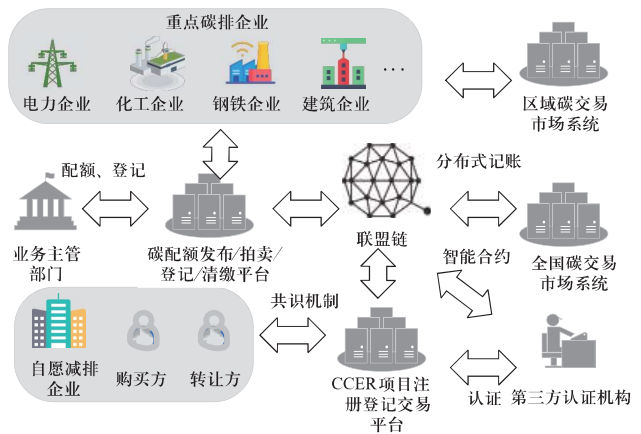 重点碳排企业
电力企业
化工企业
钢铁企业
建筑企业
···
区域碳交易
市场系统
配额、登记
分布式记账
业务主管
部门
碳配额发布/拍卖/
登记/清缴平台
联盟链
智能合约
全国碳交易
市场系统
共识机制
自愿减排
企业
购买方
转让方
CCER项目注
册登记交易
平台
认证
第三方认证机构